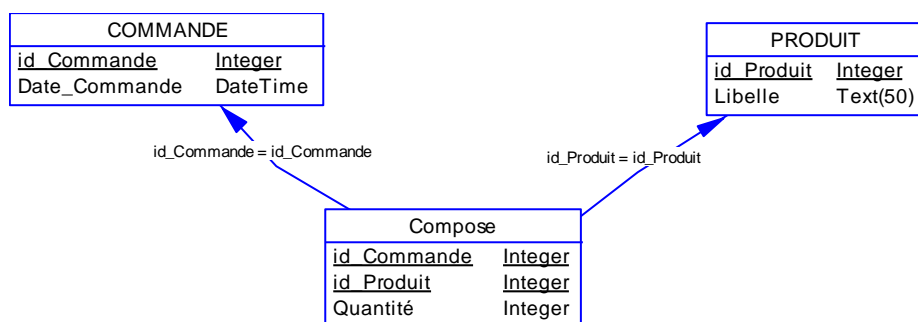 COMMANDE
id_Commande Integer
Date_Commande DateTime
PRODUIT
id_Produit Integer
Libelle Text(50)
id_Commande = id_Commande
id_Produit = id_Produit
Compose
id_Commande Integer
id_Produit Integer
Quantité Integer